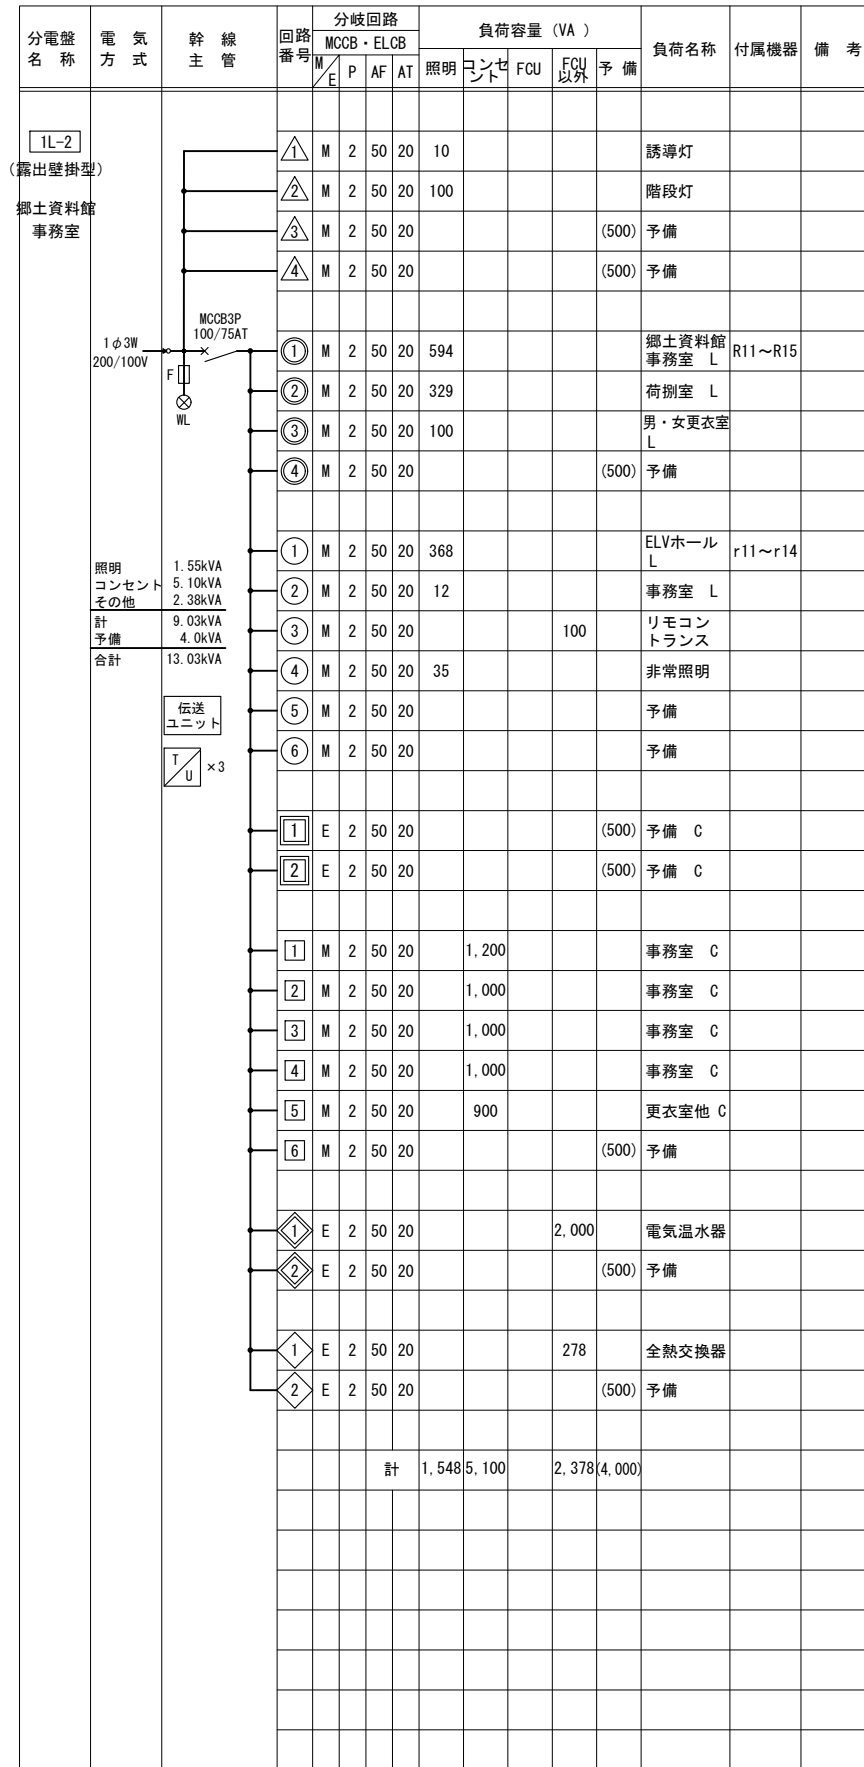 分電盤 名　称 電　気 方　式 幹　線 主　管 回路 番号 分岐回路 MCCB・ELCB M/E P AF AT 負荷容量 (VA ) 照明 コンセント FCU FCU以外 予 備 負荷名称 付属機器 備　考
1L-2
(露出壁掛型)
郷土資料館
事務室
1 M 2 50 20 10 誘導灯
2 M 2 50 20 100 階段灯
3 M 2 50 20 (500) 予備
4 M 2 50 20 (500) 予備
MCCB3P
100/75AT
1φ3W
200/100V
F
WL
1 M 2 50 20 594 郷土資料館 事務室　L R11～R15
2 M 2 50 20 329 荷捌室　L
3 M 2 50 20 100 男・女更衣室 L
4 M 2 50 20 (500) 予備
照明 1.55kVA
コンセント 5.10kVA
その他 2.38kVA
計 9.03kVA
予備 4.0kVA
合計 13.03kVA
伝送
ユニット
T/U ×3
1 M 2 50 20 368 ELVホール L r11～r14
2 M 2 50 20 12 事務室　L
3 M 2 50 20 100 リモコン トランス
4 M 2 50 20 35 非常照明
5 M 2 50 20 予備
6 M 2 50 20 予備
1 E 2 50 20 (500) 予備　C
2 E 2 50 20 (500) 予備　C
1 M 2 50 20 1,200 事務室　C
2 M 2 50 20 1,000 事務室　C
3 M 2 50 20 1,000 事務室　C
4 M 2 50 20 1,000 事務室　C
5 M 2 50 20 900 更衣室他 C
6 M 2 50 20 (500) 予備
1 E 2 50 20 2,000 電気温水器
2 E 2 50 20 (500) 予備
1 E 2 50 20 278 全熱交換器
2 E 2 50 20 (500) 予備
計 1,548 5,100 2,378 (4,000)